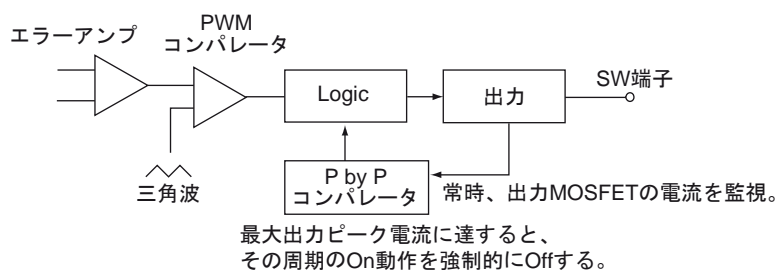 エラーアンプ
PWM
コンパレータ
Logic
出力
SW端子
三角波
P by P
コンパレータ
常時、出力MOSFETの電流を監視。
最大出力ピーク電流に達すると、
その周期のOn動作を強制的にOffする。